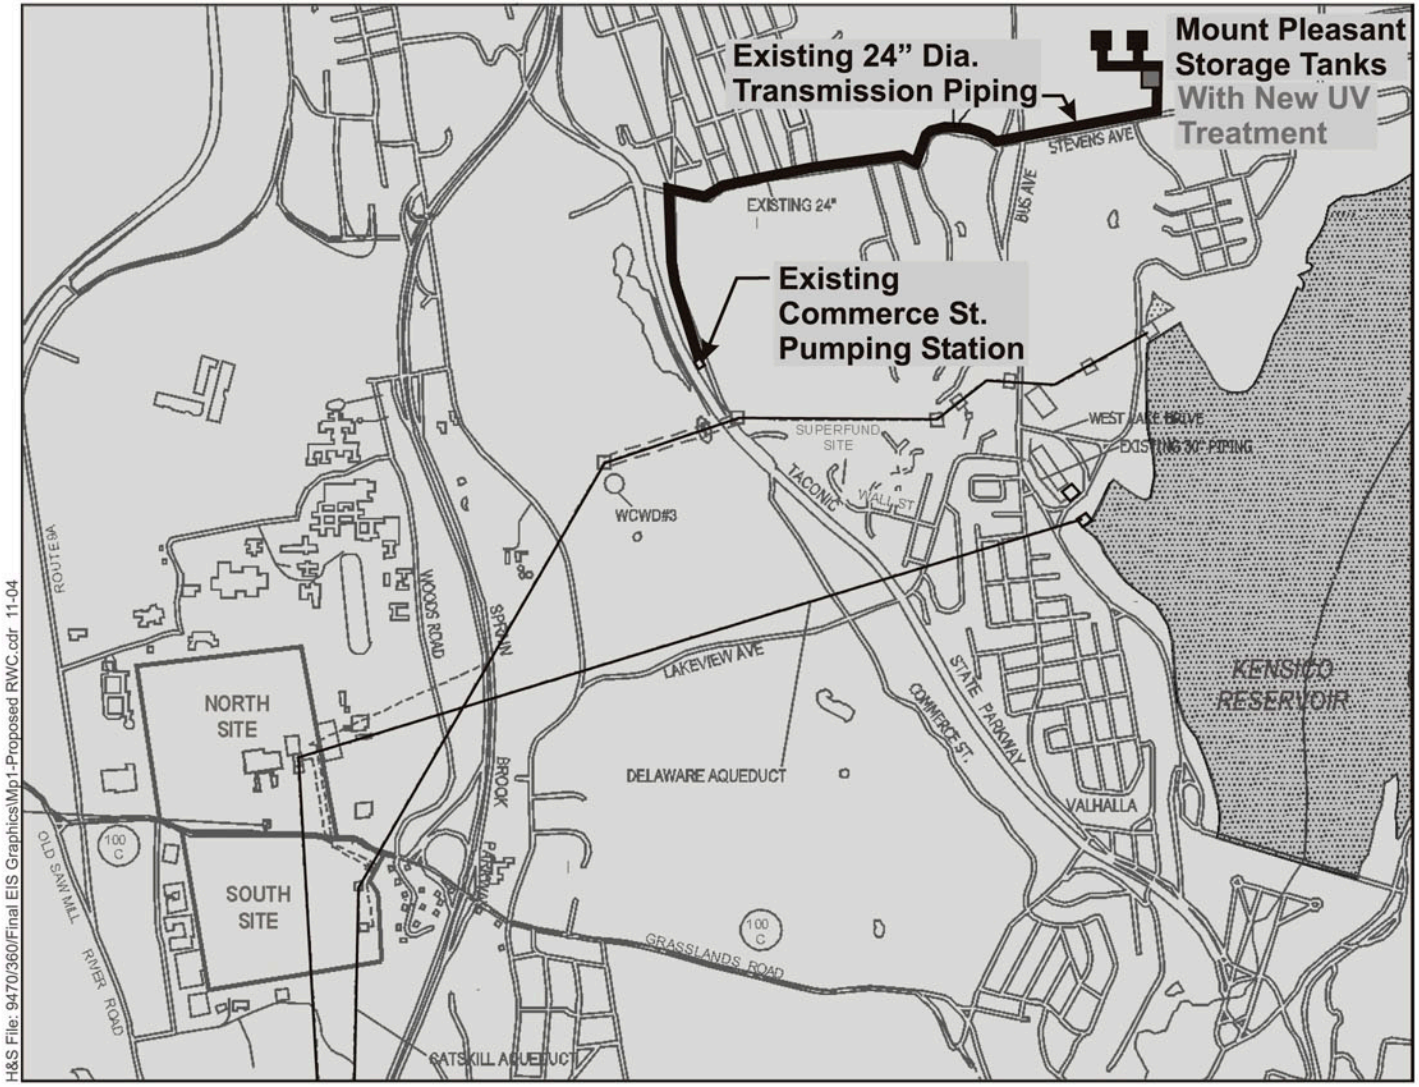 Mount Pleasant
Storage Tanks
With New UV
Treatment
Existing 24” Dia.
Transmission Piping
STEVENS AVE
BUS AVE
EXISTING 24"
Existing
Commerce St.
Pumping Station
WEST LAKE DRIVE
EXISTING 30" PIPING
SUPERFUND
SITE
TACONIC
WALL ST
WCWD#3
ROUTE 9A
WOODS ROAD
SPRAIN
LAKEVIEW AVE
STATE PARKWAY
COMMERCE ST.
KENSICO
RESERVOIR
NORTH
SITE
DELAWARE AQUEDUCT
BROOK
VALHALLA
PARKWAY
100
C
OLD SAW MILL
RIVER ROAD
SOUTH
SITE
100
C
GRASSLANDS ROAD
CATSKILL AQUEDUCT
H&S File: 9470/360/Final EIS Graphics\Mp1-Proposed RWC.cdr 11-04